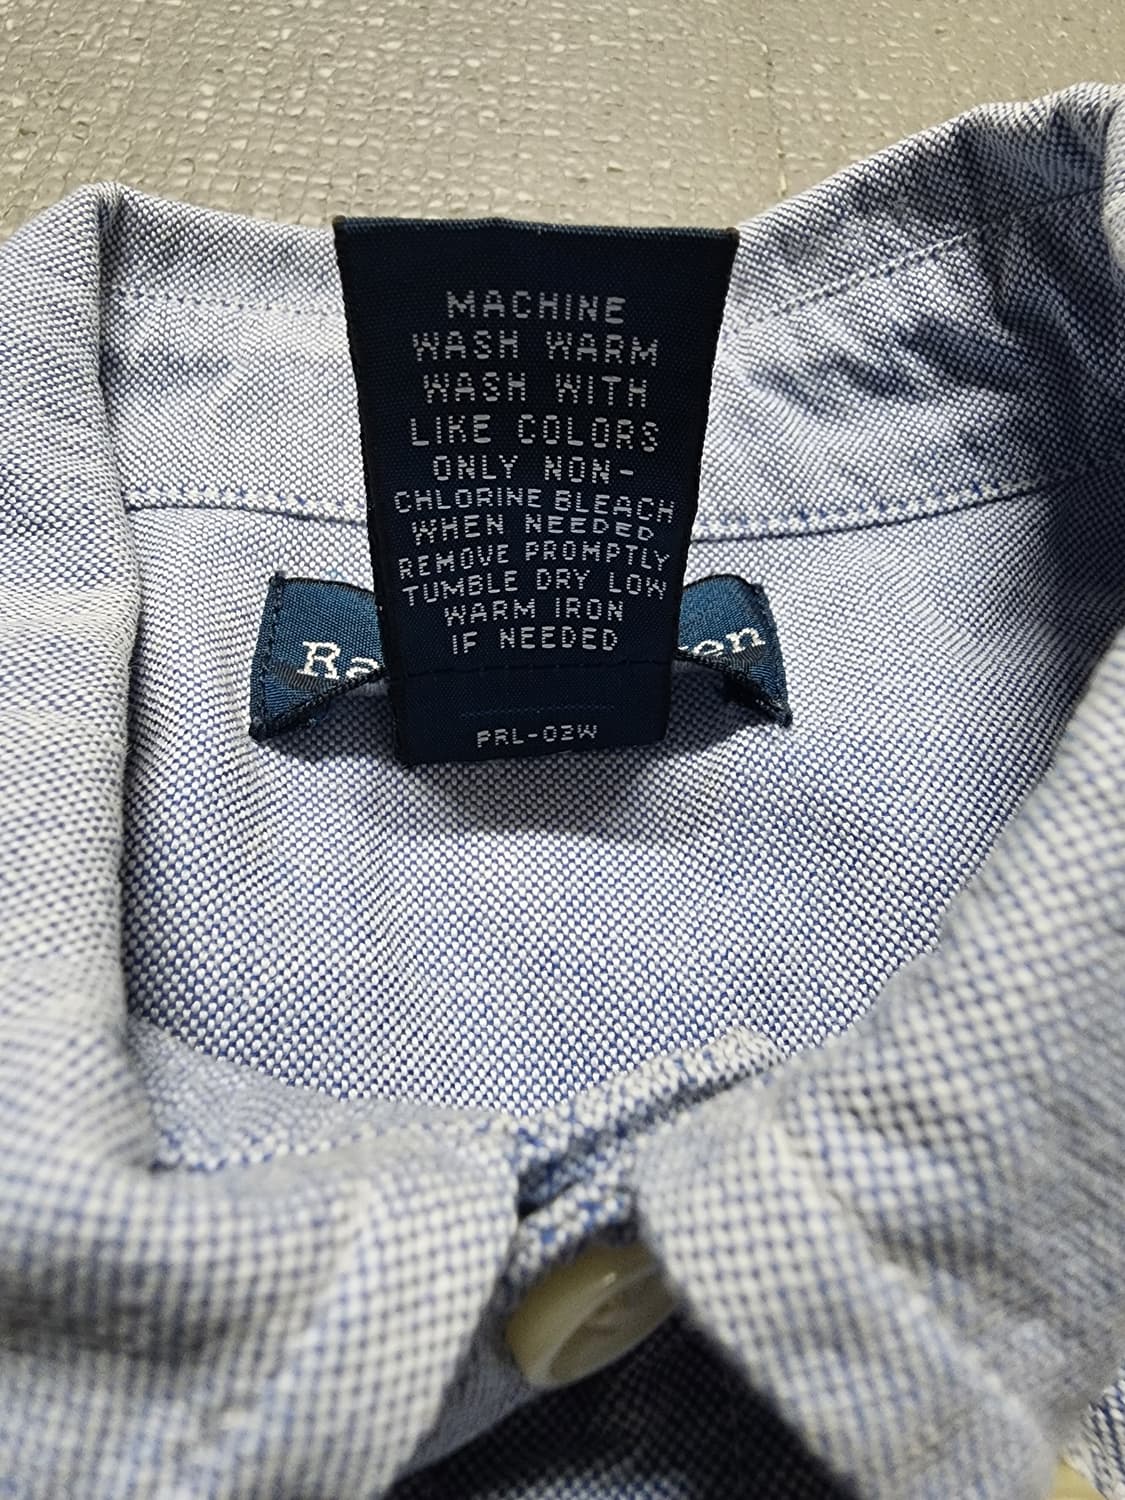 MACHINE
WASH WARM
WASH WITH
LIKE COLORS
ONLY NON-
CHLORINE BLEACH
WHEN NEEDED
REMOVE PROMPTLY
TUMBLE DRY LOW
WARM IRON
IF NEEDED
PRL-02W